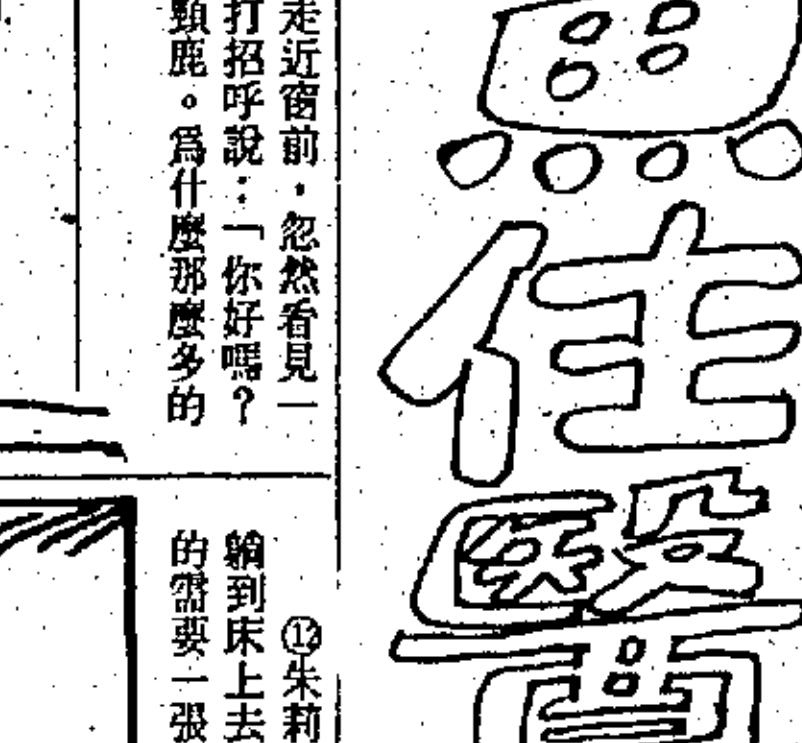 住醫
走近窗前，忽然看見一
打招呼說：「你好嗎？
頸鹿。爲什麼那麼多的
⑫朱莉
躺到床上去
的需要一張